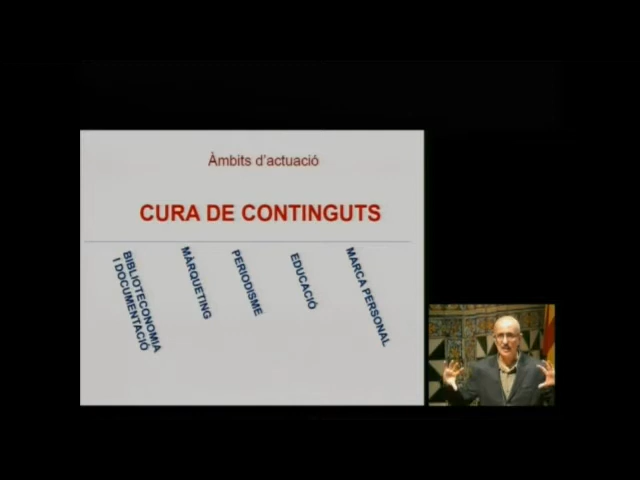 Àmbits d'actuació
CURA DE CONTINGUTS
BIBLIOTECONOMIA
I DOCUMENTACIÓ
MÀRQUETING
PERIODISME
EDUCACIÓ
MARCA PERSONAL